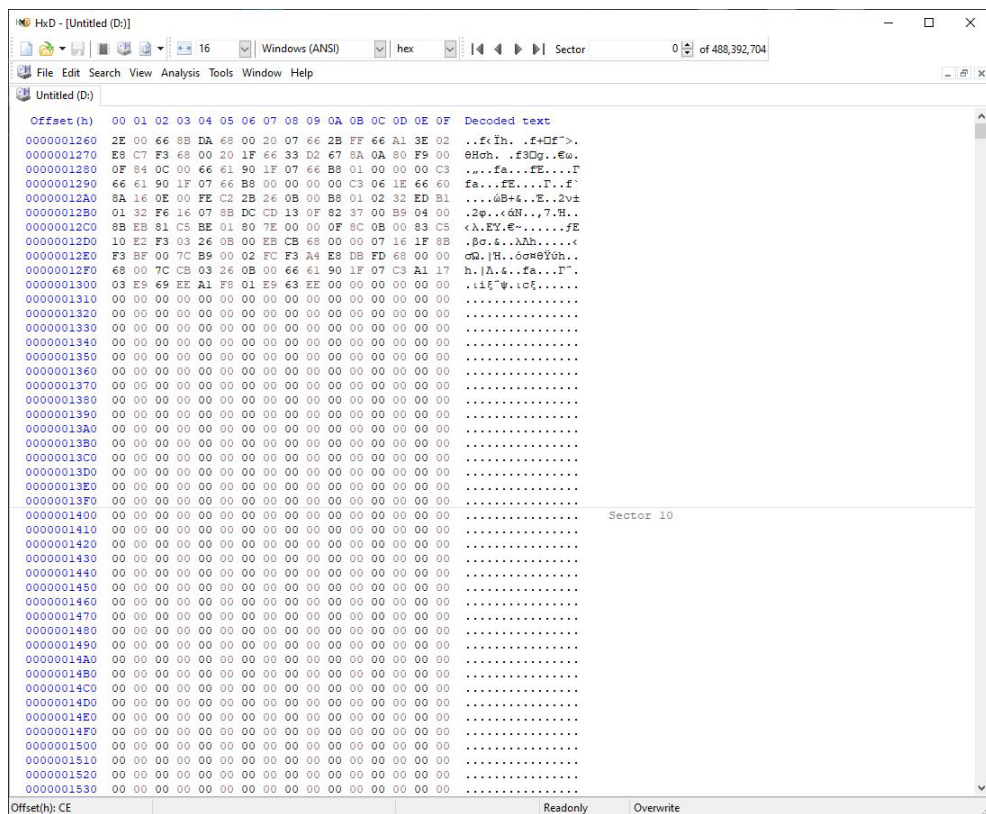 HxD - [Untitled (D:)]
16 Windows (ANSI) hex Sector 0 of 488,392,704
File Edit Search View Analysis Tools Window Help
Untitled (D:)
Offset(h) 00 01 02 03 04 05 06 07 08 09 0A 0B 0C 0D 0E 0F Decoded text
0000001260 2E 00 66 8B DA 68 00 20 07 66 2B FF 66 A1 3E 02 ..f‹Ϊh. .f+□f΅>.
0000001270 E8 C7 F3 68 00 20 1F 66 33 D2 67 8A 0A 80 F9 00 θΗσh. .f3□g..€ω.
0000001280 0F 84 0C 00 66 61 90 1F 07 66 B8 01 00 00 00 C3 .„..fa...fΈ....Γ
0000001290 66 61 90 1F 07 66 B8 00 00 00 00 C3 06 1E 66 60 fa...fΈ....Γ..f`
00000012A0 8A 16 0E 00 FE C2 2B 26 0B 00 B8 01 02 32 ED B1 ....ώΒ+&..Έ..2ν±
00000012B0 01 32 F6 16 07 8B DC CD 13 0F 82 37 00 B9 04 00 .2φ..‹άΝ..‚7.Ή..
00000012C0 8B EB 81 C5 BE 01 80 7E 00 00 0F 8C 0B 00 83 C5 ‹λ.ΕΎ.€~......ƒΕ
00000012D0 10 E2 F3 03 26 0B 00 EB CB 68 00 00 07 16 1F 8B .βσ.&..λΛh.....‹
00000012E0 F3 BF 00 7C B9 00 02 FC F3 A4 E8 DB FD 68 00 00 σΏ.|Ή..όσ¤θΫύh..
00000012F0 68 00 7C CB 03 26 0B 00 66 61 90 1F 07 C3 A1 17 h.|Λ.&..fa...Γ΅.
0000001300 03 E9 69 EE A1 F8 01 E9 63 EE 00 00 00 00 00 00 .ιiξ΅ψ.ιcξ......
0000001310 00 00 00 00 00 00 00 00 00 00 00 00 00 00 00 00 ................
0000001320 00 00 00 00 00 00 00 00 00 00 00 00 00 00 00 00 ................
0000001330 00 00 00 00 00 00 00 00 00 00 00 00 00 00 00 00 ................
0000001340 00 00 00 00 00 00 00 00 00 00 00 00 00 00 00 00 ................
0000001350 00 00 00 00 00 00 00 00 00 00 00 00 00 00 00 00 ................
0000001360 00 00 00 00 00 00 00 00 00 00 00 00 00 00 00 00 ................
0000001370 00 00 00 00 00 00 00 00 00 00 00 00 00 00 00 00 ................
0000001380 00 00 00 00 00 00 00 00 00 00 00 00 00 00 00 00 ................
0000001390 00 00 00 00 00 00 00 00 00 00 00 00 00 00 00 00 ................
00000013A0 00 00 00 00 00 00 00 00 00 00 00 00 00 00 00 00 ................
00000013B0 00 00 00 00 00 00 00 00 00 00 00 00 00 00 00 00 ................
00000013C0 00 00 00 00 00 00 00 00 00 00 00 00 00 00 00 00 ................
00000013D0 00 00 00 00 00 00 00 00 00 00 00 00 00 00 00 00 ................
00000013E0 00 00 00 00 00 00 00 00 00 00 00 00 00 00 00 00 ................
00000013F0 00 00 00 00 00 00 00 00 00 00 00 00 00 00 00 00 ................
0000001400 00 00 00 00 00 00 00 00 00 00 00 00 00 00 00 00 ................ Sector 10
0000001410 00 00 00 00 00 00 00 00 00 00 00 00 00 00 00 00 ................
0000001420 00 00 00 00 00 00 00 00 00 00 00 00 00 00 00 00 ................
0000001430 00 00 00 00 00 00 00 00 00 00 00 00 00 00 00 00 ................
0000001440 00 00 00 00 00 00 00 00 00 00 00 00 00 00 00 00 ................
0000001450 00 00 00 00 00 00 00 00 00 00 00 00 00 00 00 00 ................
0000001460 00 00 00 00 00 00 00 00 00 00 00 00 00 00 00 00 ................
0000001470 00 00 00 00 00 00 00 00 00 00 00 00 00 00 00 00 ................
0000001480 00 00 00 00 00 00 00 00 00 00 00 00 00 00 00 00 ................
0000001490 00 00 00 00 00 00 00 00 00 00 00 00 00 00 00 00 ................
00000014A0 00 00 00 00 00 00 00 00 00 00 00 00 00 00 00 00 ................
00000014B0 00 00 00 00 00 00 00 00 00 00 00 00 00 00 00 00 ................
00000014C0 00 00 00 00 00 00 00 00 00 00 00 00 00 00 00 00 ................
00000014D0 00 00 00 00 00 00 00 00 00 00 00 00 00 00 00 00 ................
00000014E0 00 00 00 00 00 00 00 00 00 00 00 00 00 00 00 00 ................
00000014F0 00 00 00 00 00 00 00 00 00 00 00 00 00 00 00 00 ................
0000001500 00 00 00 00 00 00 00 00 00 00 00 00 00 00 00 00 ................
0000001510 00 00 00 00 00 00 00 00 00 00 00 00 00 00 00 00 ................
0000001520 00 00 00 00 00 00 00 00 00 00 00 00 00 00 00 00 ................
0000001530 00 00 00 00 00 00 00 00 00 00 00 00 00 00 00 00 ................
Offset(h): CE Readonly Overwrite